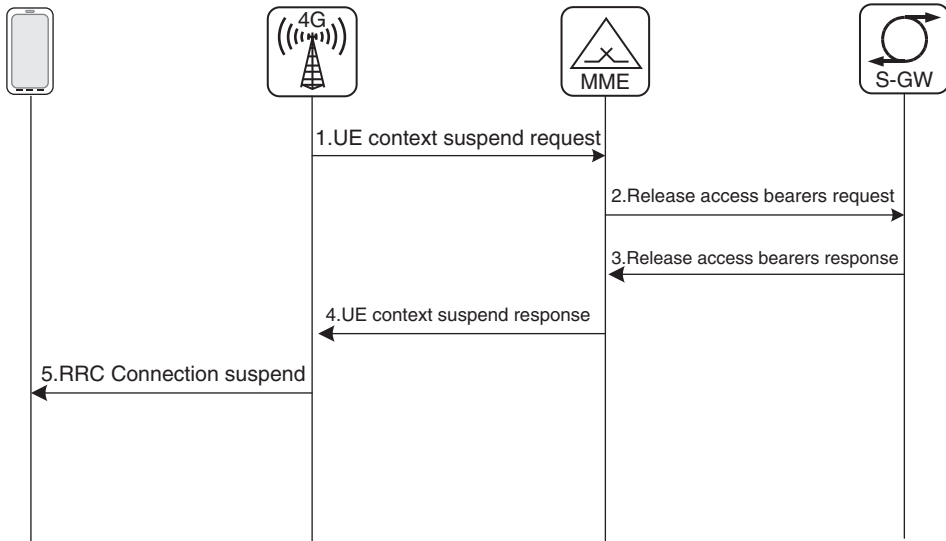 4G
MME
S-GW
1.UE context suspend request
2.Release access bearers request
3.Release access bearers response
4.UE context suspend response
5.RRC Connection suspend